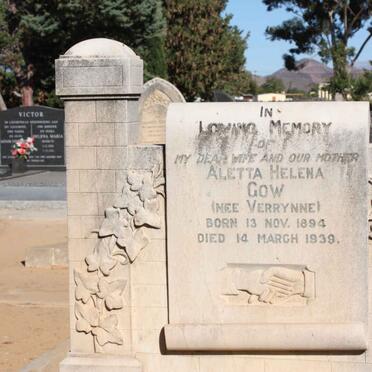 VICTOR
IN
LOVING MEMORY
OF
MY DEAR WIFE AND OUR MOTHER
ALETTA HELENA
GOW
(NEE VERRYNNE)
BORN 13 NOV. 1894
DIED 14 MARCH 1939.